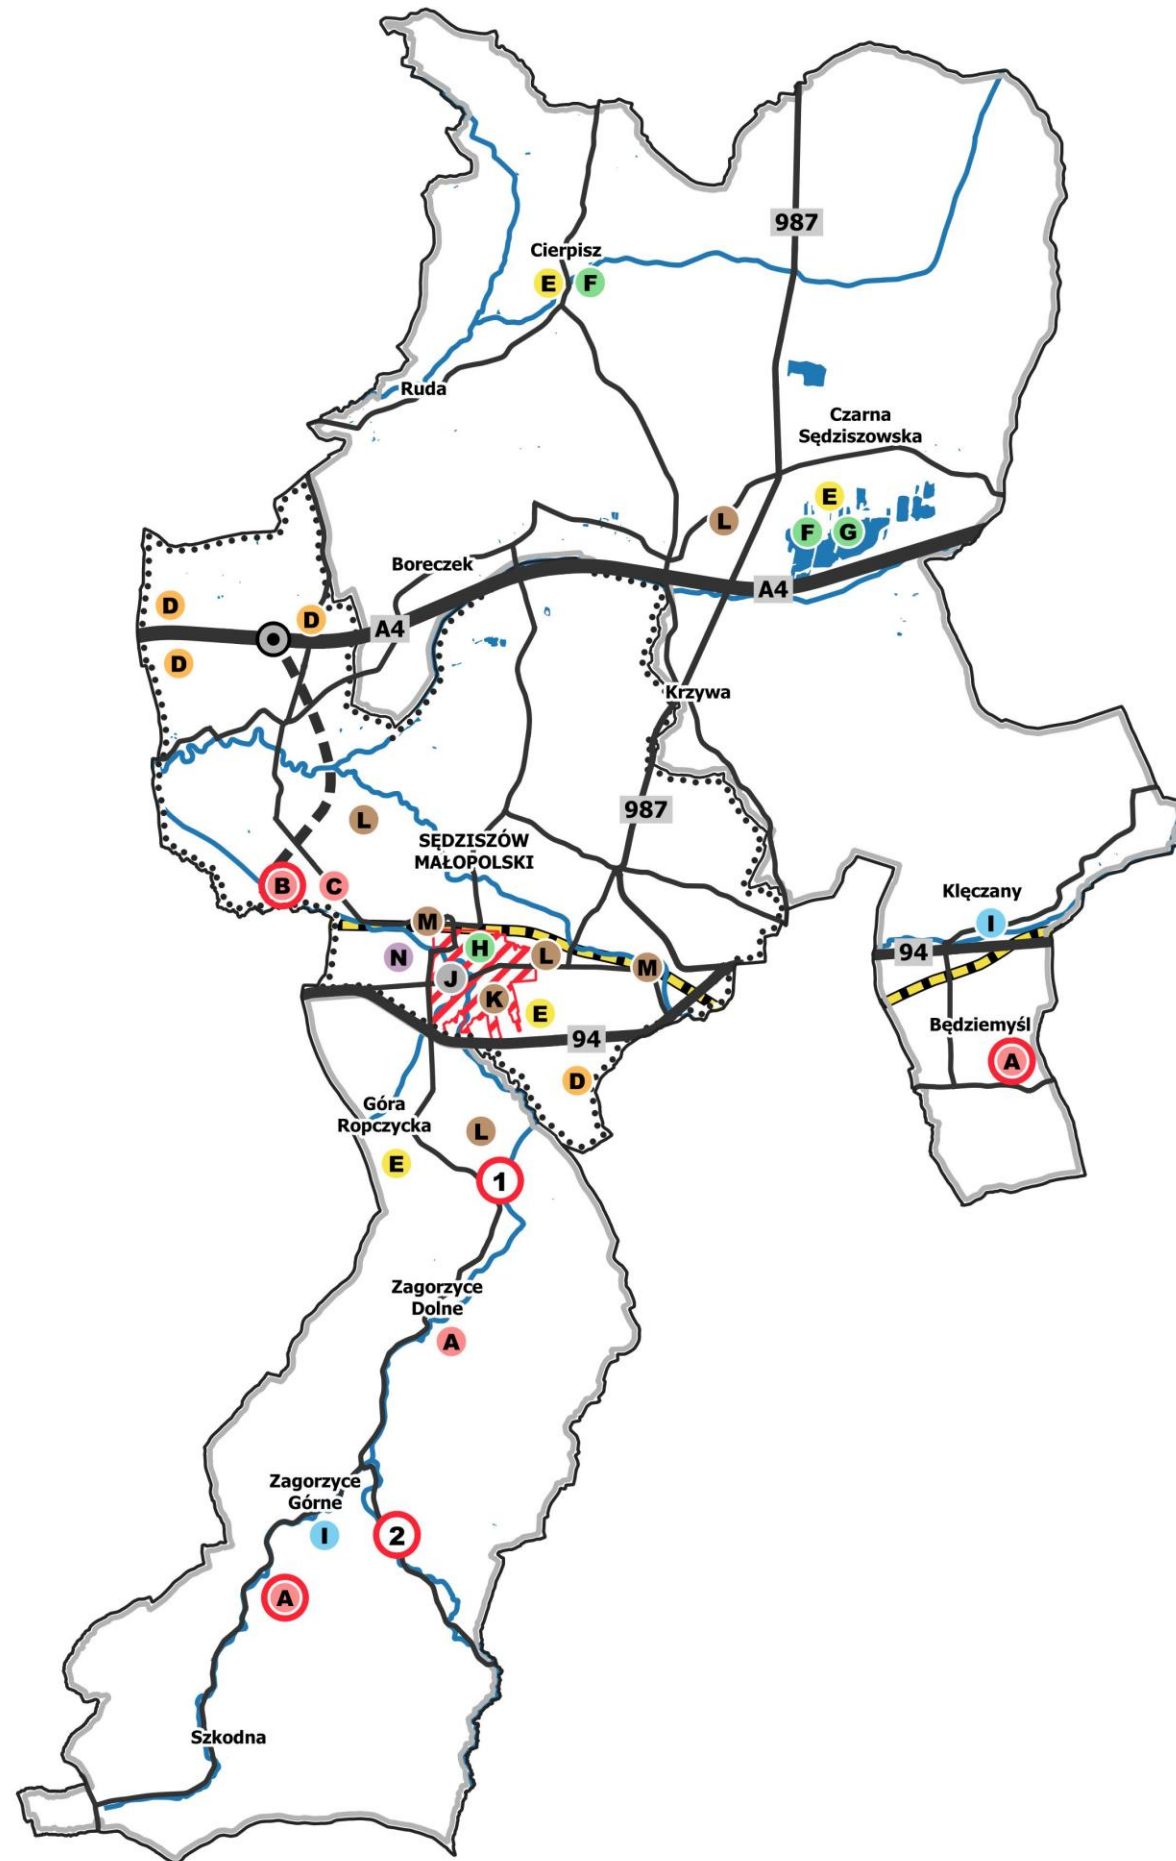 987
Cierpisz
E
F
Ruda
Czarna
Sędziszowska
E
L
F
G
Boreczek
A4
D
D
A4
D
Krzywa
987
L
SĘDZISZÓW
MAŁOPOLSKI
B
C
Klęczany
I
M
H
N
L
94
M
J
K
E
Będziemyśl
94
A
D
Góra
Ropczycka
L
E
1
Zagorzyce
Dolne
A
Zagorzyce
Górne
I
2
A
Szkodna